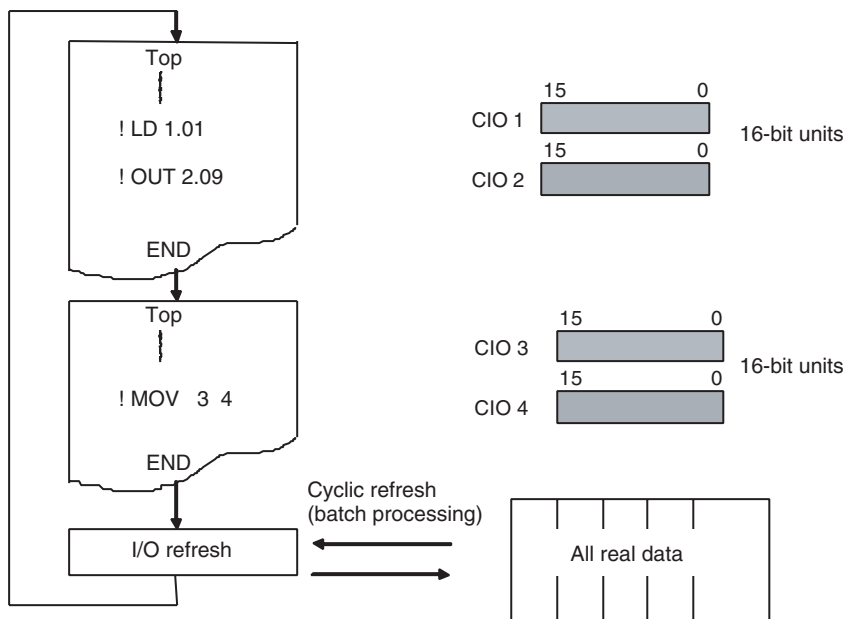 Top
! LD 1.01
! OUT 2.09
END
Top
! MOV 3 4
END
I/O refresh
15 0
CIO 1
15 0
CIO 2
16-bit units
15 0
CIO 3
15 0
CIO 4
16-bit units
Cyclic refresh
(batch processing)
All real data